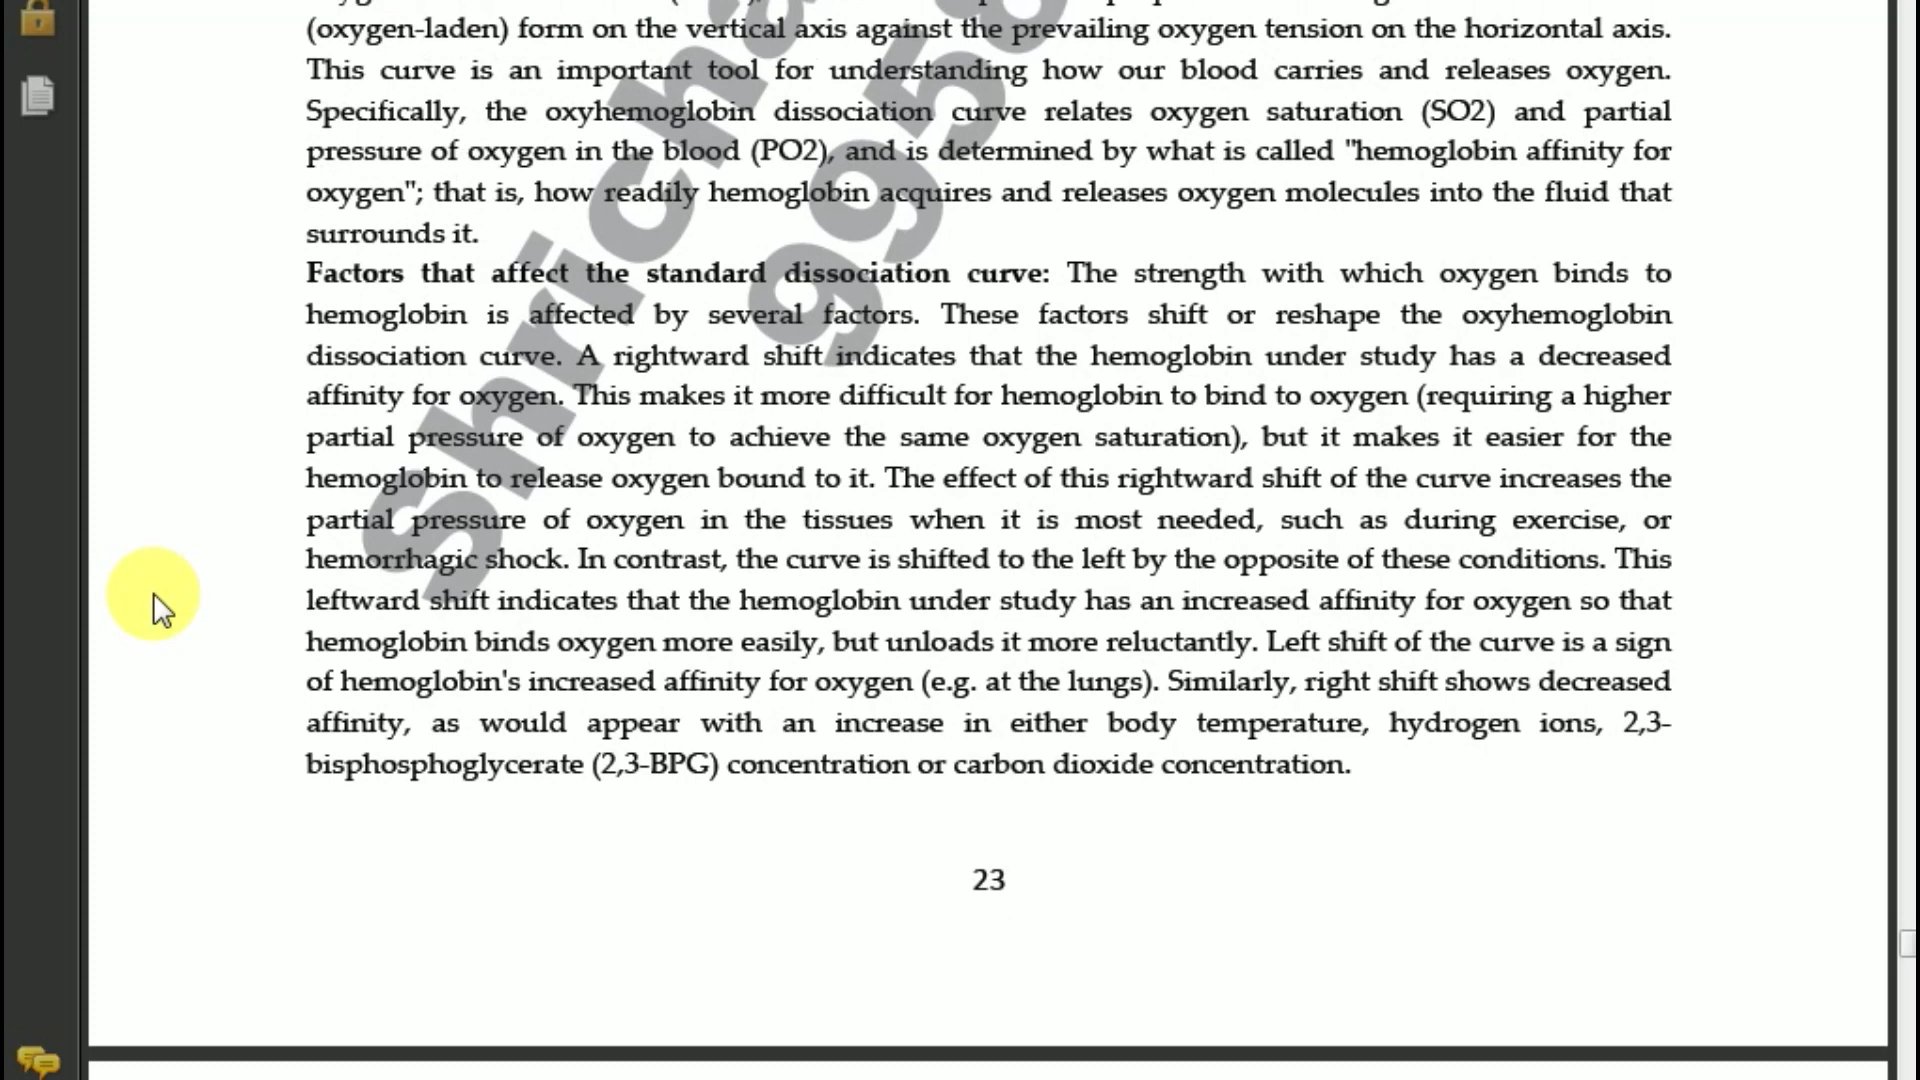 (oxygen-laden) form on the vertical axis against the prevailing oxygen tension on the horizontal axis.
This curve is an important tool for understanding how our blood carries and releases oxygen.
Specifically, the oxyhemoglobin dissociation curve relates oxygen saturation (SO2) and partial
pressure of oxygen in the blood (PO2), and is determined by what is called "hemoglobin affinity for
oxygen"; that is, how readily hemoglobin acquires and releases oxygen molecules into the fluid that
surrounds it.
Factors that affect the standard dissociation curve: The strength with which oxygen binds to
hemoglobin is affected by several factors. These factors shift or reshape the oxyhemoglobin
dissociation curve. A rightward shift indicates that the hemoglobin under study has a decreased
affinity for oxygen. This makes it more difficult for hemoglobin to bind to oxygen (requiring a higher
partial pressure of oxygen to achieve the same oxygen saturation), but it makes it easier for the
hemoglobin to release oxygen bound to it. The effect of this rightward shift of the curve increases the
partial pressure of oxygen in the tissues when it is most needed, such as during exercise, or
hemorrhagic shock. In contrast, the curve is shifted to the left by the opposite of these conditions. This
leftward shift indicates that the hemoglobin under study has an increased affinity for oxygen so that
hemoglobin binds oxygen more easily, but unloads it more reluctantly. Left shift of the curve is a sign
of hemoglobin's increased affinity for oxygen (e.g. at the lungs). Similarly, right shift shows decreased
affinity, as would appear with an increase in either body temperature, hydrogen ions, 2,3-
bisphosphoglycerate (2,3-BPG) concentration or carbon dioxide concentration.
23